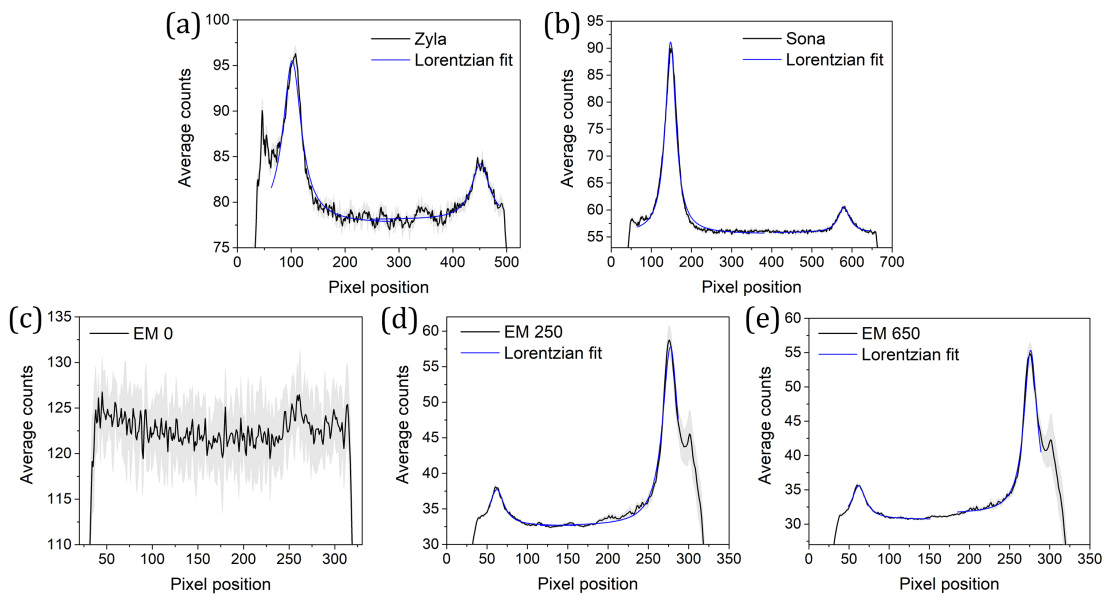 (a)
Zyla
Lorentzian fit
100
95
90
85
80
75
Average counts
0 100 200 300 400 500
Pixel position
(b)
Sona
Lorentzian fit
95
90
85
80
75
70
65
60
55
Average counts
0 100 200 300 400 500 600 700
Pixel position
(c)
EM 0
135
130
125
120
115
110
Average counts
50 100 150 200 250 300
Pixel position
(d)
EM 250
Lorentzian fit
60
55
50
45
40
35
30
Average counts
0 50 100 150 200 250 300 350
Pixel position
(e)
EM 650
Lorentzian fit
60
55
50
45
40
35
30
Average counts
0 50 100 150 200 250 300 350
Pixel position